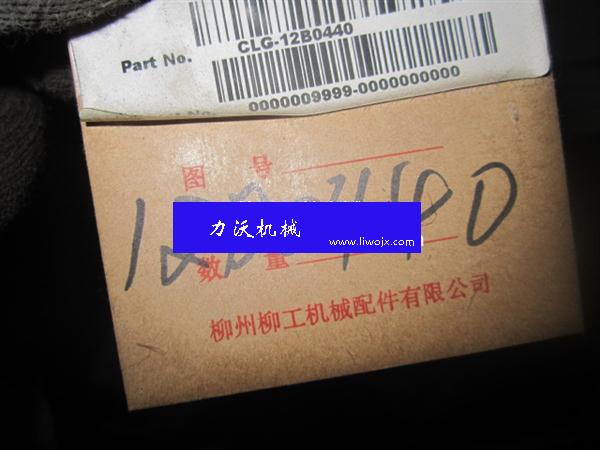 Part No. CLG-12B0440
0000009999-0000000000
图 号
12B0440
力沃机械
www.liwojx.com
数 量
柳州柳工机械配件有限公司